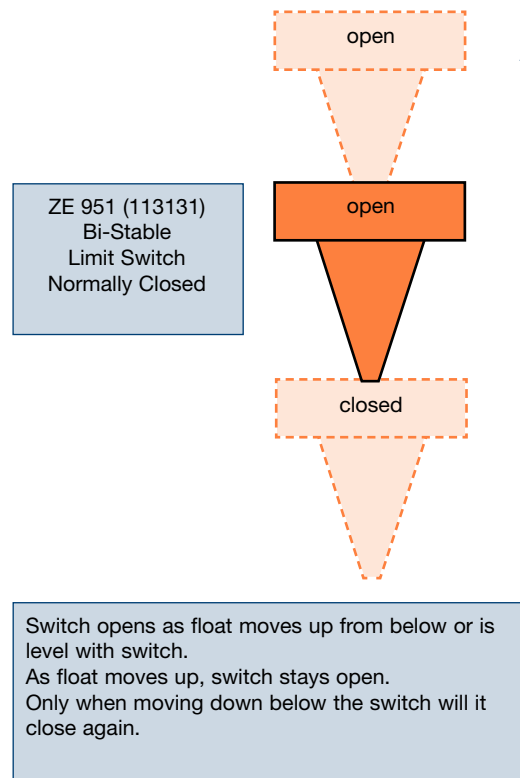 open
open
ZE 951 (113131)
Bi-Stable
Limit Switch
Normally Closed
closed
Switch opens as float moves up from below or is
level with switch.
As float moves up, switch stays open.
Only when moving down below the switch will it
close again.